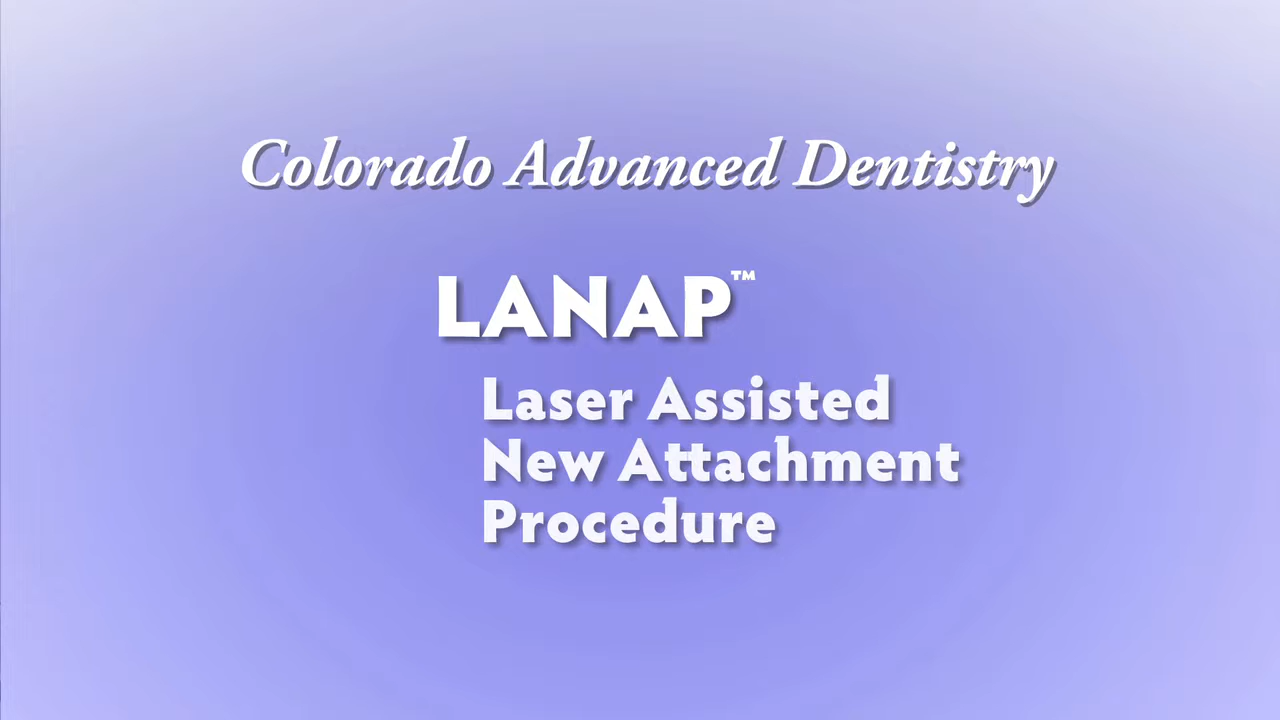 Colorado Advanced Dentistry
LANAP™
Laser Assisted
New Attachment
Procedure